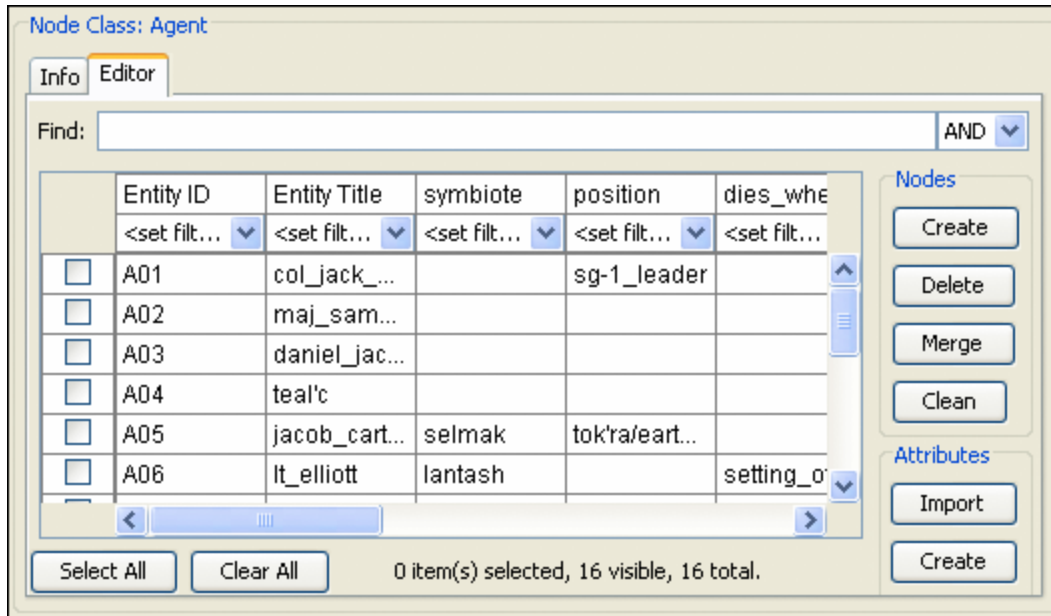 Node Class: Agent
Info Editor
Find: AND
Entity ID Entity Title symbiote position dies_whe
<set filt... <set filt... <set filt... <set filt... <set filt...
A01 col_jack_... sg-1_leader
A02 maj_sam...
A03 daniel_jac...
A04 teal'c
A05 jacob_cart... selmak tok'ra/eart...
A06 lt_elliott lantash setting_o
Select All Clear All 0 item(s) selected, 16 visible, 16 total.
Nodes
Create
Delete
Merge
Clean
Attributes
Import
Create